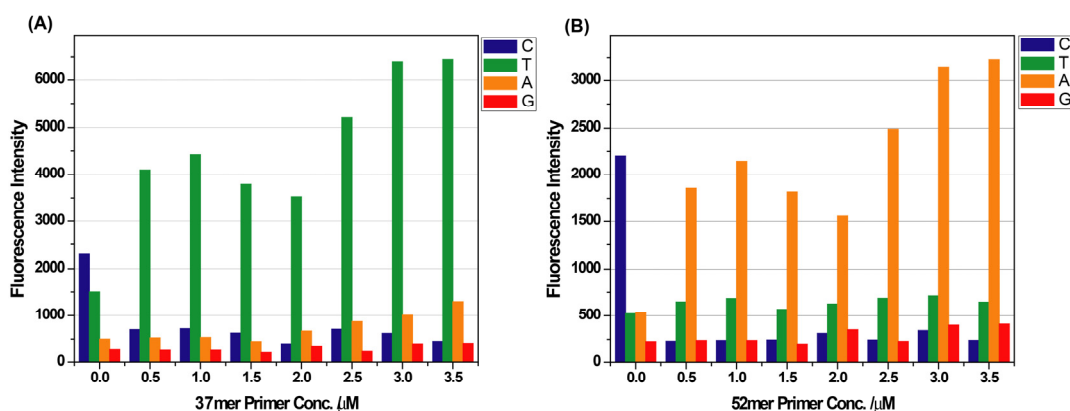 (A)
C
T
A
G
6000
5000
4000
3000
2000
1000
0
Fluorescence Intensity
0.0 0.5 1.0 1.5 2.0 2.5 3.0 3.5
37mer Primer Conc. /μM
(B)
C
T
A
G
3000
2500
2000
1500
1000
500
0
Fluorescence Intensity
0.0 0.5 1.0 1.5 2.0 2.5 3.0 3.5
52mer Primer Conc. /μM